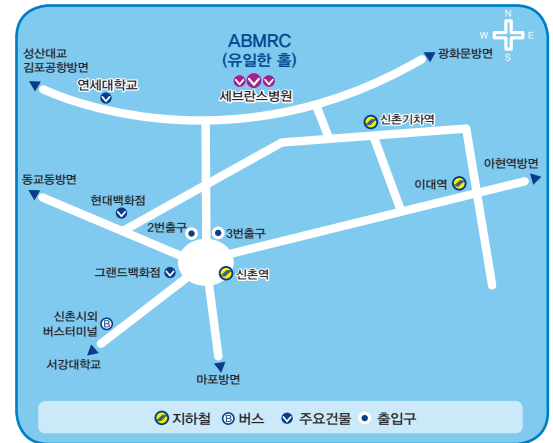 N
W E
S
ABMRC
(유일한 홀)
세브란스병원
광화문방면
성산대교
김포공항방면
연세대학교
신촌기차역
아현역방면
이대역
동교동방면
현대백화점
2번출구
3번출구
그랜드백화점
신촌역
신촌시외
버스터미널
B
서강대학교
마포방면
지하철 B 버스 주요건물 출입구